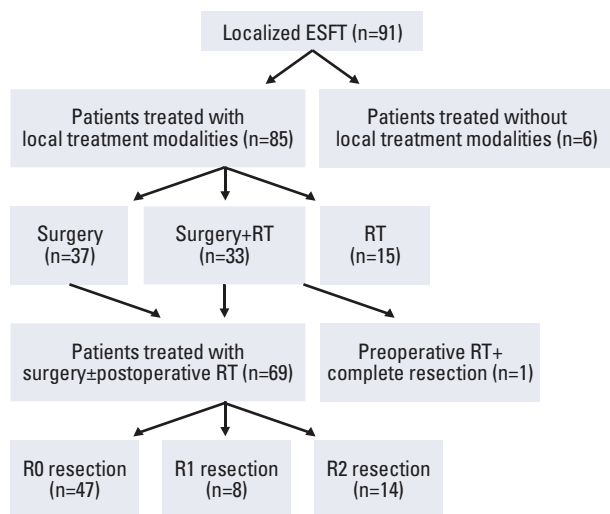 Localized ESFT (n=91)
Patients treated with
local treatment modalities (n=85)
Patients treated without
local treatment modalities (n=6)
Surgery
(n=37)
Surgery+RT
(n=33)
RT
(n=15)
Patients treated with
surgery±postoperative RT (n=69)
Preoperative RT+
complete resection (n=1)
R0 resection
(n=47)
R1 resection
(n=8)
R2 resection
(n=14)